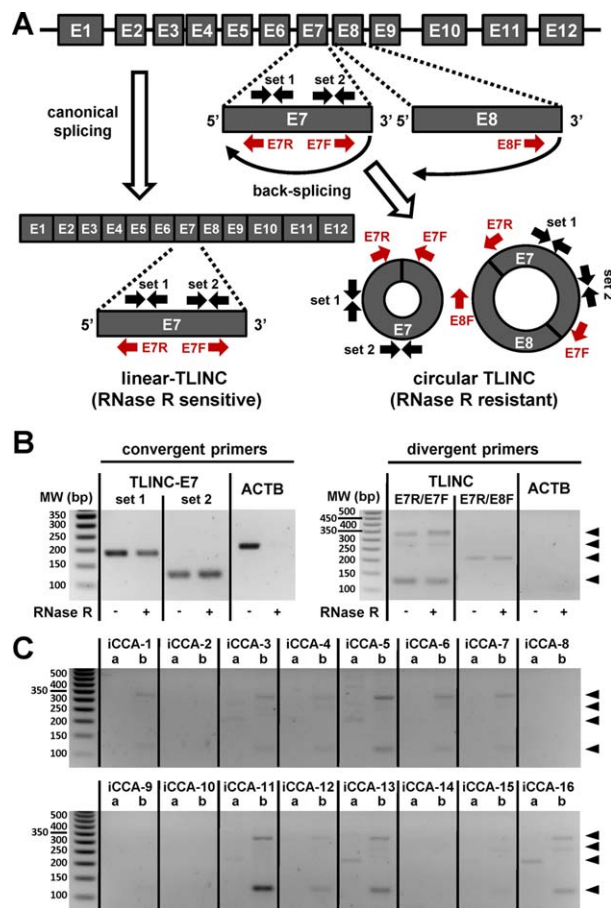 A
E1 E2 E3 E4 E5 E6 E7 E8 E9 E10 E11 E12
canonical splicing
set 1 set 2
5' E7 3' 5' E8 3'
E7R E7F E8F
back-splicing
E1 E2 E3 E4 E5 E6 E7 E8 E9 E10 E11 E12
set 1 set 2
5' E7 3'
E7R E7F
linear-TLINC
(RNase R sensitive)
E7R E7F
set 1
E7
set 2
E7R
set 1
E7
set 2
E8F
E8
E7F
circular TLINC
(RNase R resistant)
B
convergent primers
TLINC-E7 ACTB
MW (bp) set 1 set 2
350
300
250
200
150
100
RNase R - + - + - +
divergent primers
TLINC ACTB
MW (bp) E7R/E7F E7R/E8F
500
450
400
350
300
250
200
150
100
RNase R - + - + - +
C
iCCA-1 iCCA-2 iCCA-3 iCCA-4 iCCA-5 iCCA-6 iCCA-7 iCCA-8
a b a b a b a b a b a b a b a b
500
400
350
300
250
200
150
100
iCCA-9 iCCA-10 iCCA-11 iCCA-12 iCCA-13 iCCA-14 iCCA-15 iCCA-16
a b a b a b a b a b a b a b a b
500
400
350
300
250
200
150
100